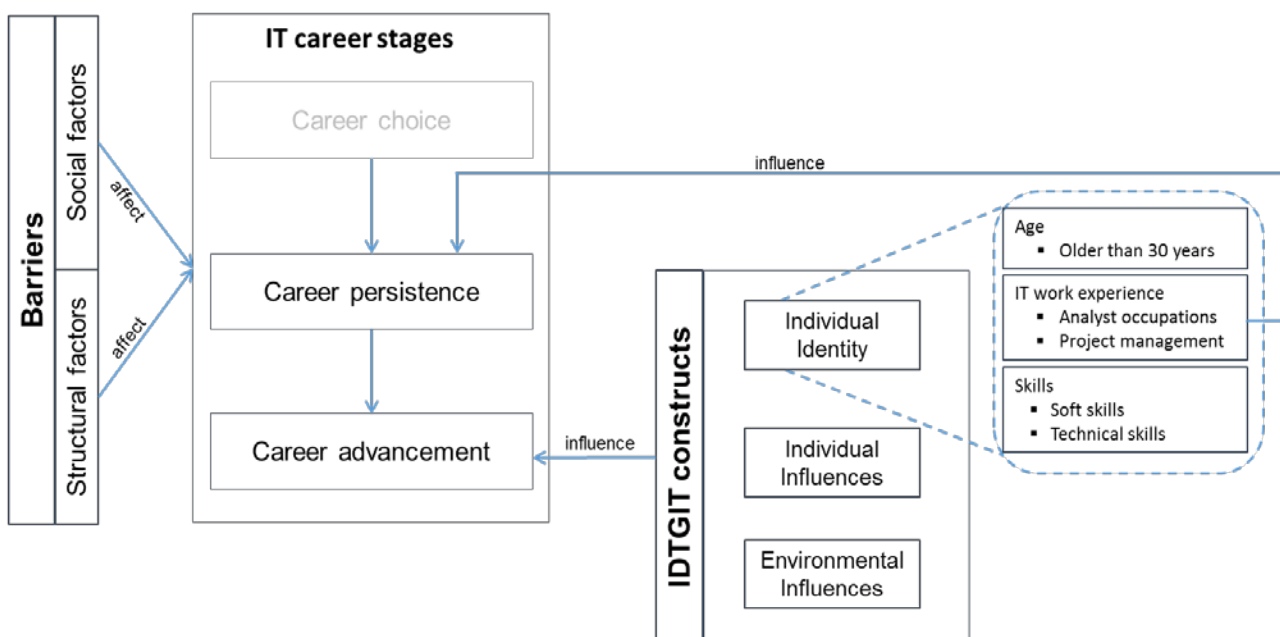 Barriers
Social factors
Structural factors
affect
affect
IT career stages
Career choice
Career persistence
Career advancement
influence
influence
IDTGIT constructs
Individual
Identity
Individual
Influences
Environmental
Influences
Age
▪ Older than 30 years
IT work experience
▪ Analyst occupations
▪ Project management
Skills
▪ Soft skills
▪ Technical skills